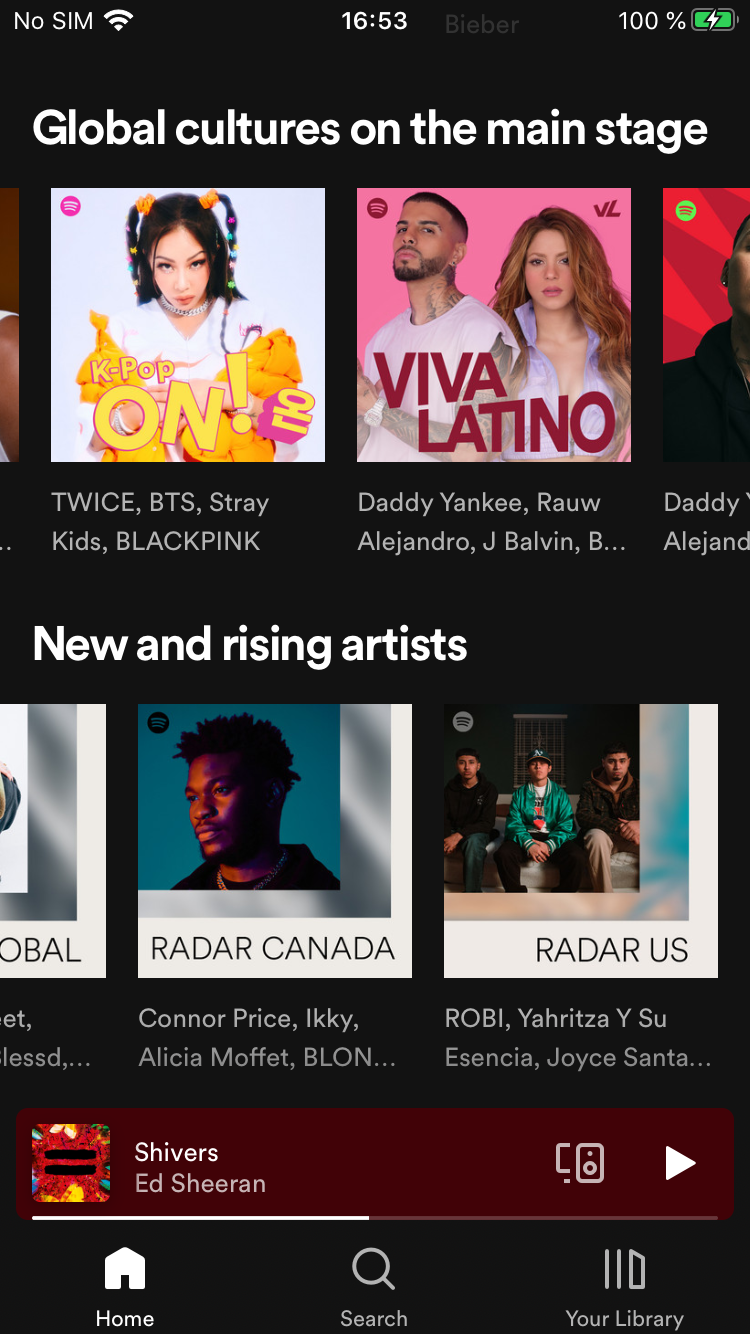 No SIM 16:53 Bieber 100 %
Global cultures on the main stage
K-Pop
ON!
온
VL
VIVA
LATINO
TWICE, BTS, Stray
Kids, BLACKPINK
Daddy Yankee, Rauw
Alejandro, J Balvin, B…
Daddy Y
Alejand
New and rising artists
OBAL
RADAR CANADA
RADAR US
eet,
Blessd,…
Connor Price, Ikky,
Alicia Moffet, BLON…
ROBI, Yahritza Y Su
Esencia, Joyce Santa…
Shivers
Ed Sheeran
Home
Search
Your Library